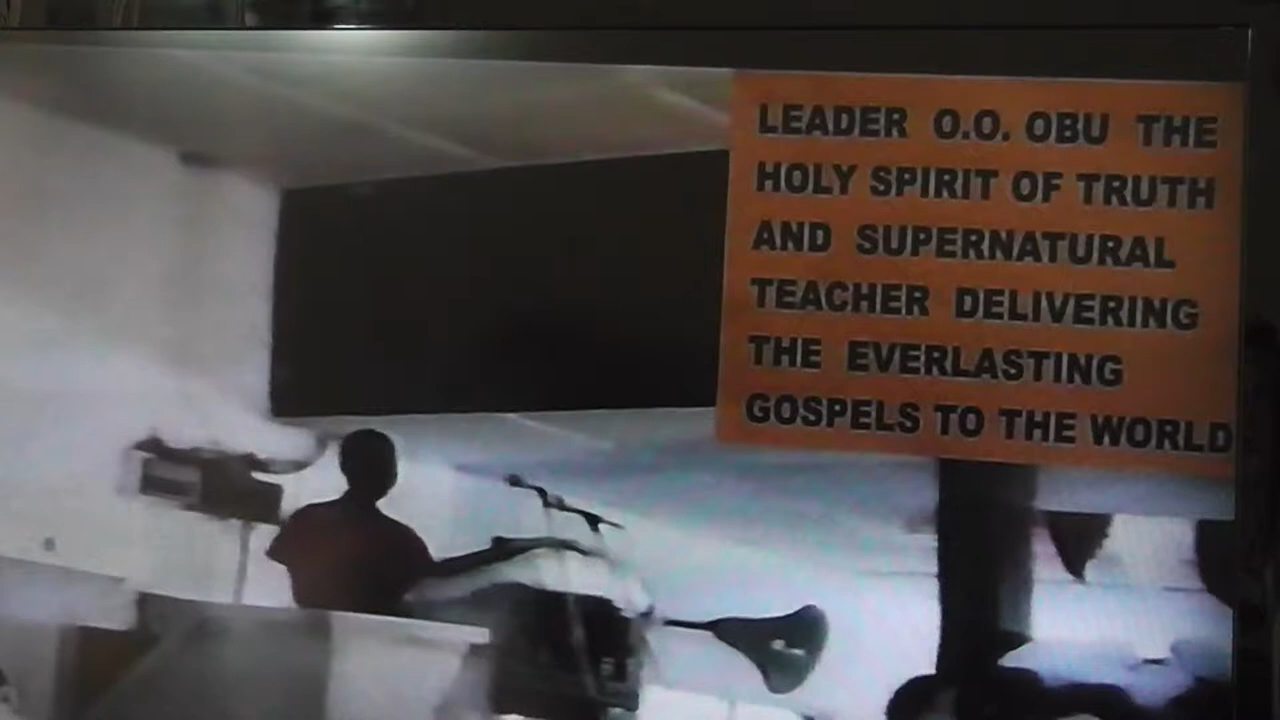 LEADER O.O. OBU THE
HOLY SPIRIT OF TRUTH
AND SUPERNATURAL
TEACHER DELIVERING
THE EVERLASTING
GOSPELS TO THE WORLD